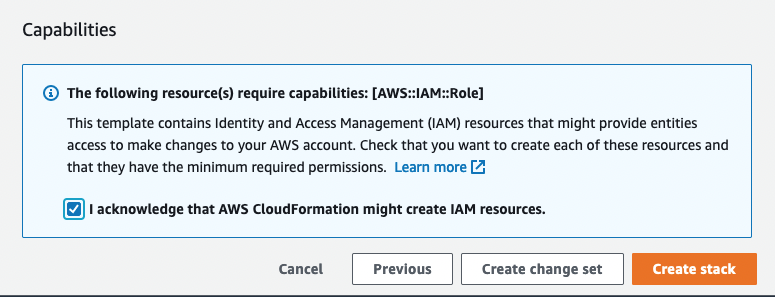 Capabilities
The following resource(s) require capabilities: [AWS::IAM::Role]
This template contains Identity and Access Management (IAM) resources that might provide entities
access to make changes to your AWS account. Check that you want to create each of these resources and
that they have the minimum required permissions. Learn more
I acknowledge that AWS CloudFormation might create IAM resources.
Cancel Previous Create change set Create stack